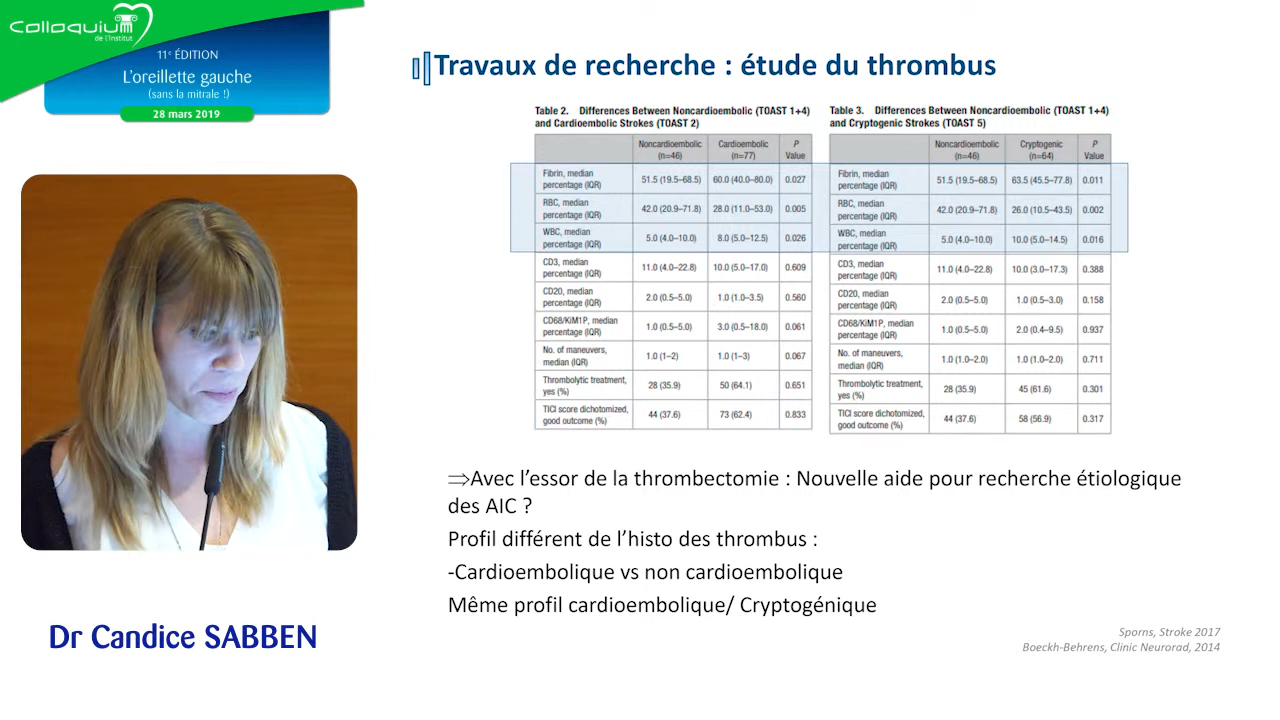 Colloquium
de l'Institut
11e ÉDITION
L'oreillette gauche
(sans la mitrale !)
28 mars 2019
Travaux de recherche : étude du thrombus
Table 2. Differences Between Noncardioembolic (TOAST 1+4)
and Cardioembolic Strokes (TOAST 2)
Noncardioembolic (n=46) Cardioembolic (n=77) P Value
Fibrin, median percentage (IQR) 51.5 (19.5–68.5) 60.0 (40.0–80.0) 0.027
RBC, median percentage (IQR) 42.0 (20.9–71.8) 28.0 (11.0–53.0) 0.005
WBC, median percentage (IQR) 5.0 (4.0–10.0) 8.0 (5.0–12.5) 0.026
CD3, median percentage (IQR) 11.0 (4.0–22.8) 10.0 (5.0–17.0) 0.609
CD20, median percentage (IQR) 2.0 (0.5–5.0) 1.0 (1.0–3.5) 0.560
CD68/KiM1P, median percentage (IQR) 1.0 (0.5–5.0) 3.0 (0.5–18.0) 0.061
No. of maneuvers, median (IQR) 1.0 (1–2) 1.0 (1–3) 0.067
Thrombolytic treatment, yes (%) 28 (35.9) 50 (64.1) 0.651
TICI score dichotomized, good outcome (%) 44 (37.6) 73 (62.4) 0.833
Table 3. Differences Between Noncardioembolic (TOAST 1+4)
and Cryptogenic Strokes (TOAST 5)
Noncardioembolic (n=46) Cryptogenic (n=64) P Value
Fibrin, median percentage (IQR) 51.5 (19.5–68.5) 63.5 (45.5–77.8) 0.011
RBC, median percentage (IQR) 42.0 (20.9–71.8) 26.0 (10.5–43.5) 0.002
WBC, median percentage (IQR) 5.0 (4.0–10.0) 10.0 (5.0–14.5) 0.016
CD3, median percentage (IQR) 11.0 (4.0–22.8) 10.0 (3.0–17.3) 0.388
CD20, median percentage (IQR) 2.0 (0.5–5.0) 1.0 (0.5–3.0) 0.158
CD68/KiM1P, median percentage (IQR) 1.0 (0.5–5.0) 2.0 (0.4–9.5) 0.937
No. of maneuvers, median (IQR) 1.0 (1.0–2.0) 1.0 (1.0–2.0) 0.711
Thrombolytic treatment, yes (%) 28 (35.9) 45 (61.6) 0.301
TICI score dichotomized, good outcome (%) 44 (37.6) 58 (56.9) 0.317
⇒Avec l'essor de la thrombectomie : Nouvelle aide pour recherche étiologique
des AIC ?
Profil différent de l'histo des thrombus :
-Cardioembolique vs non cardioembolique
Même profil cardioembolique/ Cryptogénique
Dr Candice SABBEN
Sporns, Stroke 2017
Boeckh-Behrens, Clinic Neurorad, 2014